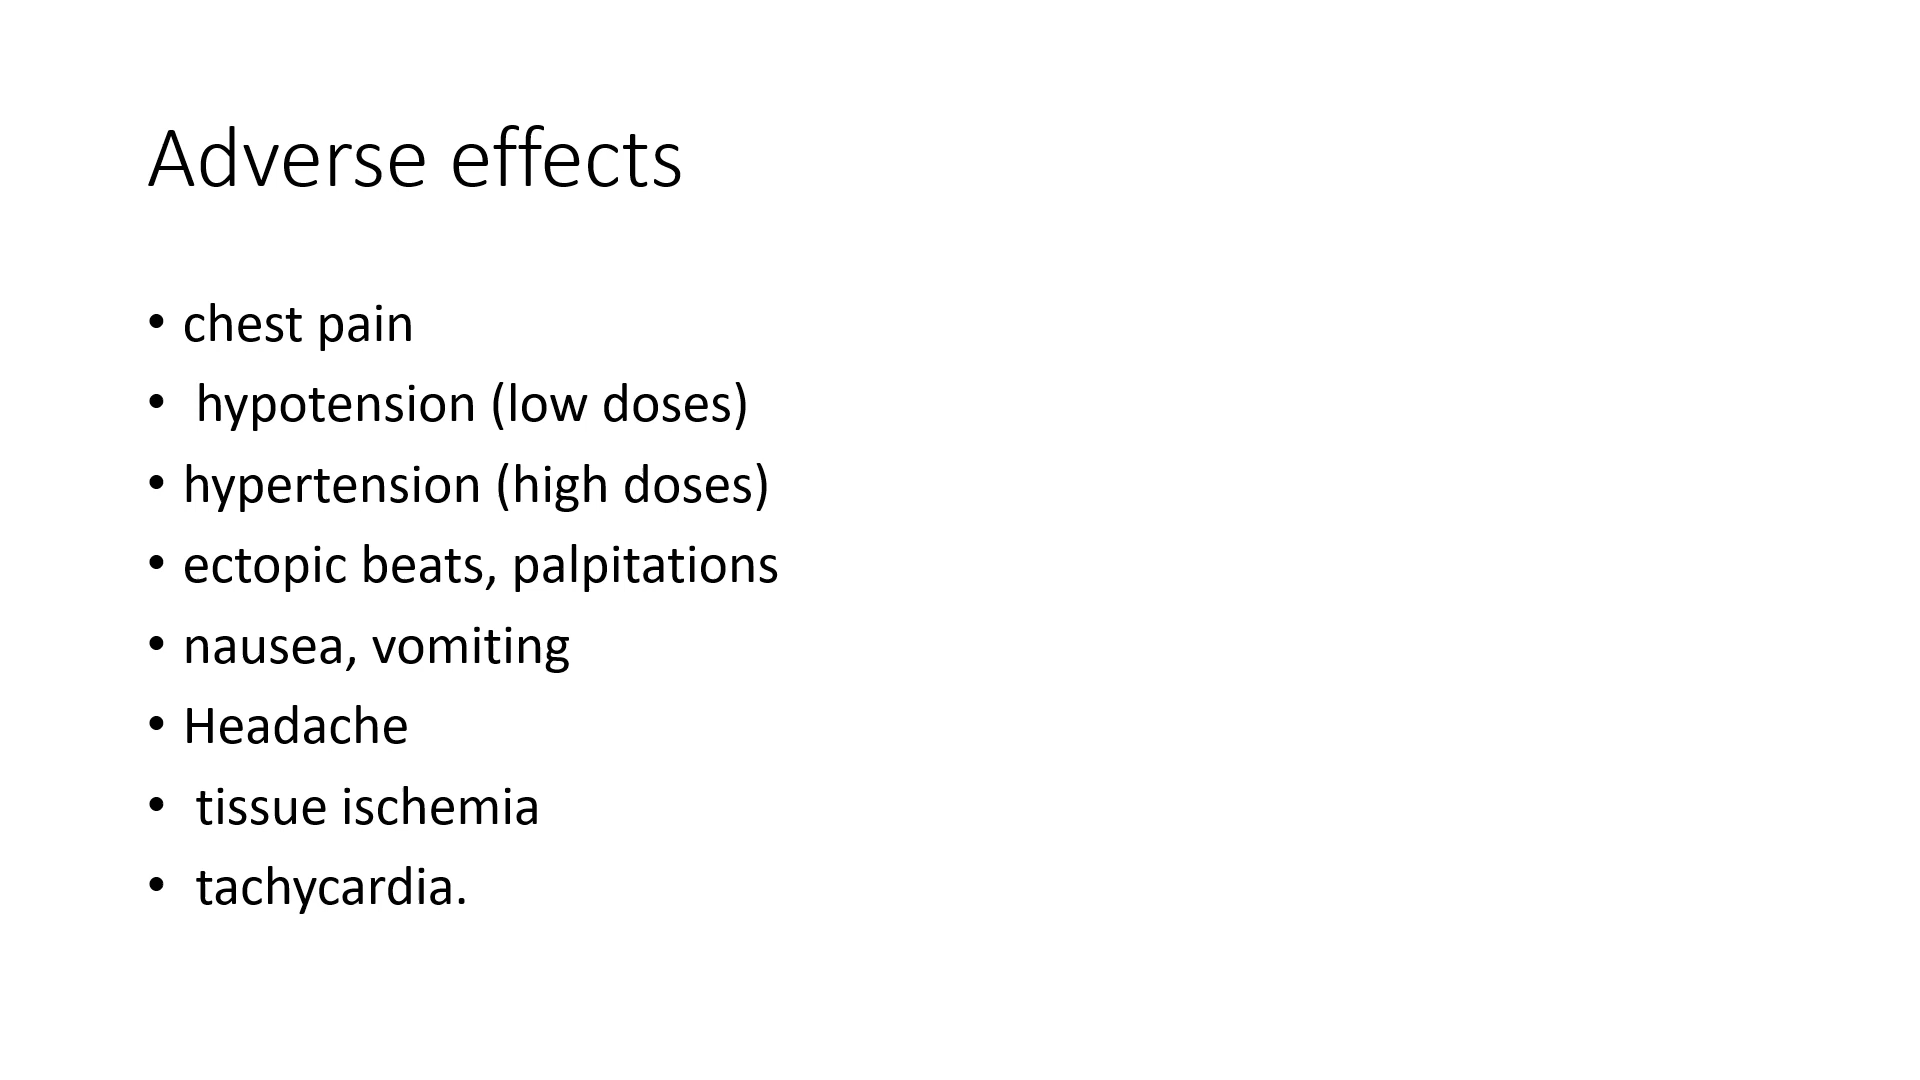 Adverse effects
• chest pain
• hypotension (low doses)
• hypertension (high doses)
• ectopic beats, palpitations
• nausea, vomiting
• Headache
• tissue ischemia
• tachycardia.